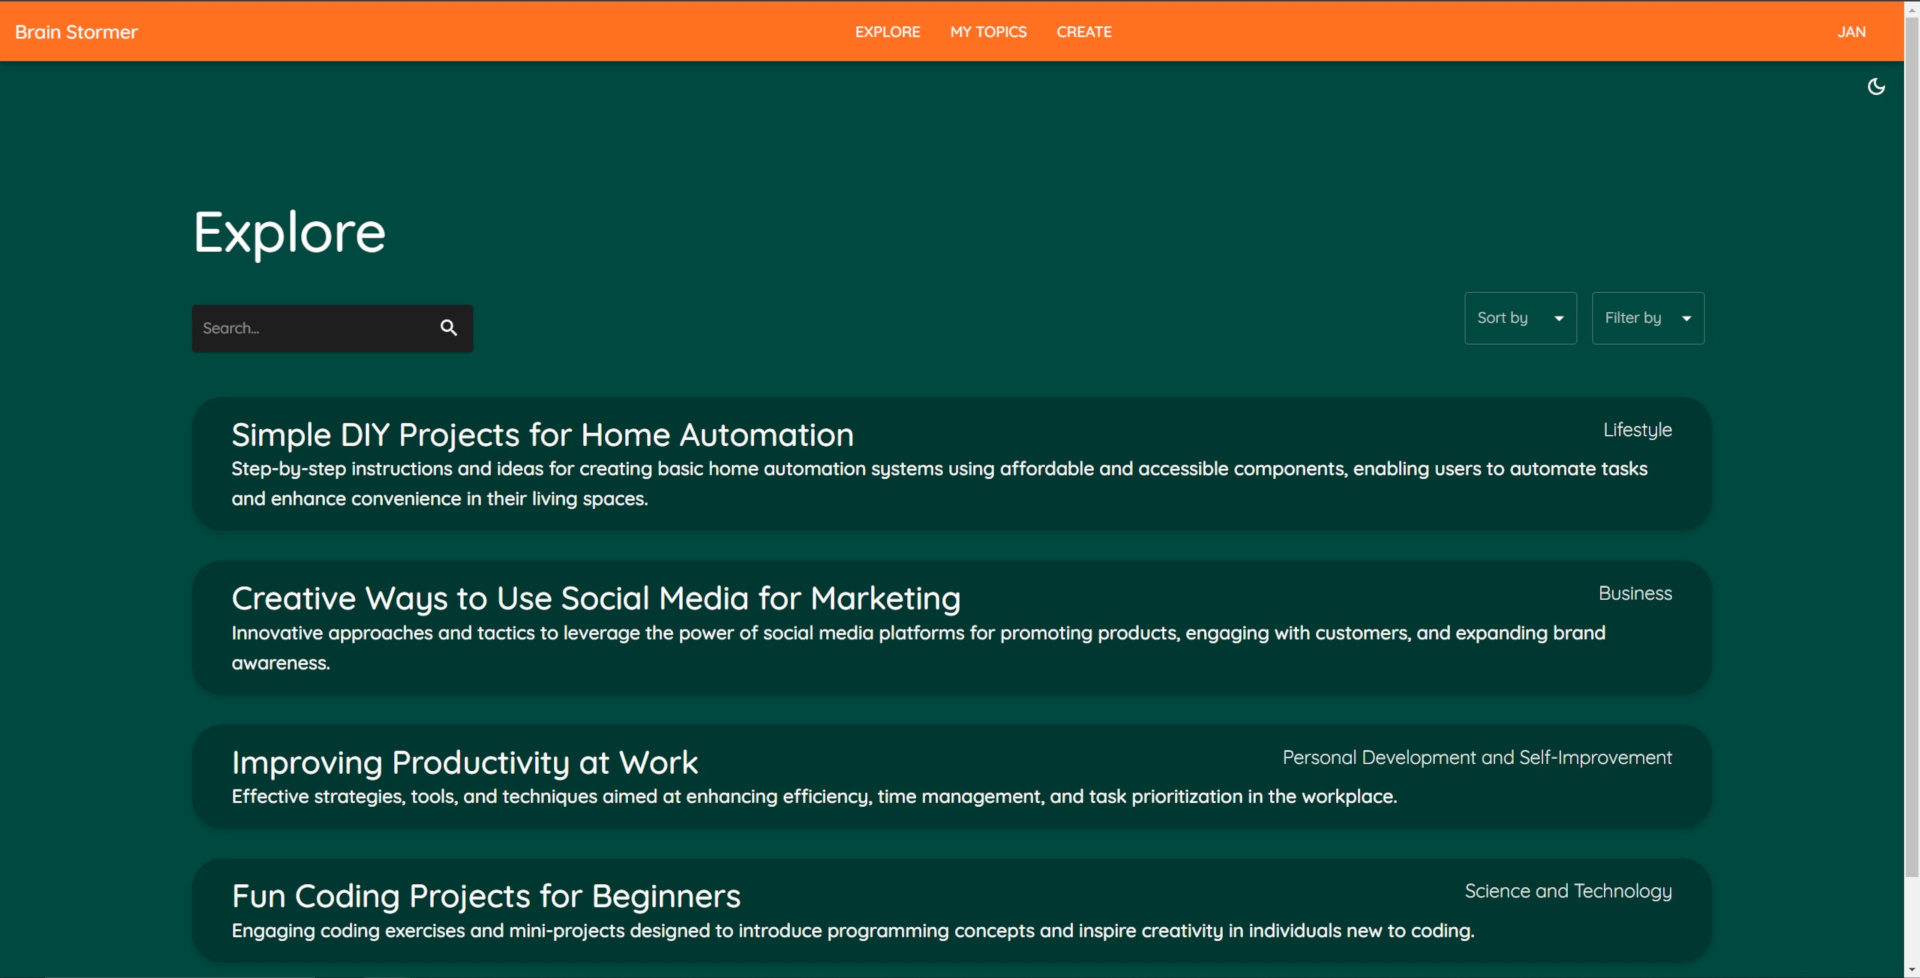 Brain Stormer
EXPLORE
MY TOPICS
CREATE
JAN
Explore
Search...
Sort by
Filter by
Simple DIY Projects for Home Automation
Lifestyle
Step-by-step instructions and ideas for creating basic home automation systems using affordable and accessible components, enabling users to automate tasks
and enhance convenience in their living spaces.
Creative Ways to Use Social Media for Marketing
Business
Innovative approaches and tactics to leverage the power of social media platforms for promoting products, engaging with customers, and expanding brand
awareness.
Improving Productivity at Work
Personal Development and Self-Improvement
Effective strategies, tools, and techniques aimed at enhancing efficiency, time management, and task prioritization in the workplace.
Fun Coding Projects for Beginners
Science and Technology
Engaging coding exercises and mini-projects designed to introduce programming concepts and inspire creativity in individuals new to coding.